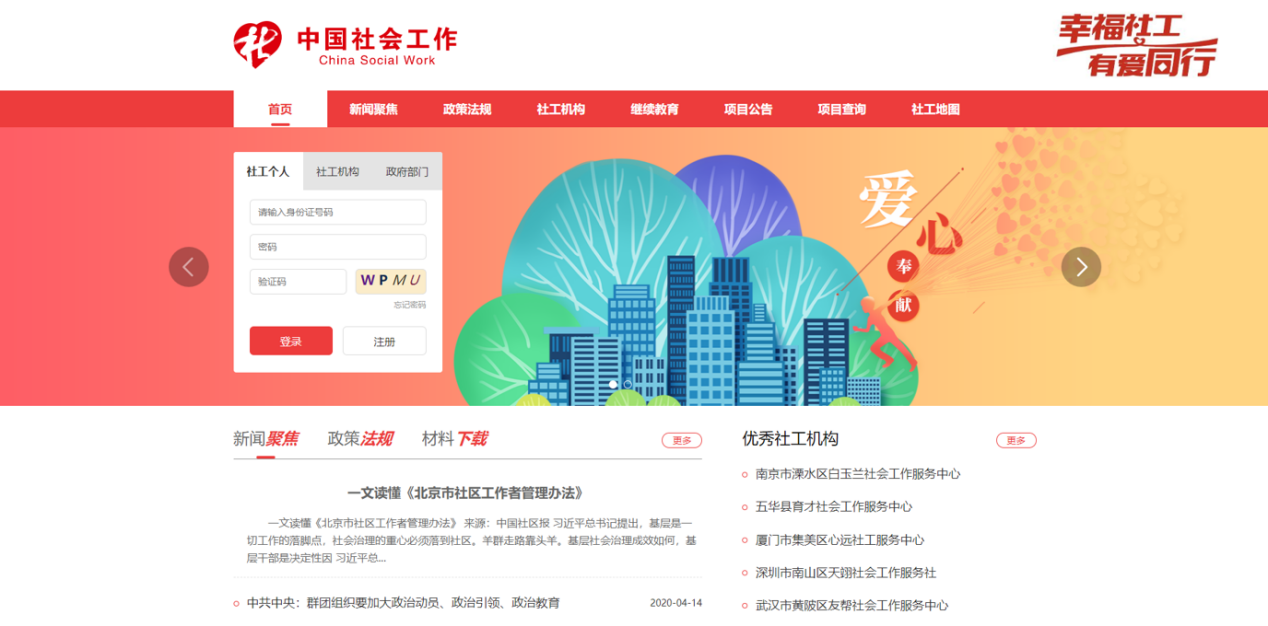 中国社会工作
China Social Work
幸福社工
有爱同行
首页 新闻聚焦 政策法规 社工机构 继续教育 项目公告 项目查询 社工地图
社工个人 社工机构 政府部门
请输入身份证号码
密码
验证码 WPMU
忘记密码
登录 注册
爱
心
奉
献
新闻聚焦 政策法规 材料下载 更多
一文读懂《北京市社区工作者管理办法》
一文读懂《北京市社区工作者管理办法》 来源:中国社区报 习近平总书记提出,基层是一
切工作的落脚点,社会治理的重心必须落到社区。羊群走路靠头羊。基层社会治理成效如何,基
层干部是决定性因 习近平总...
中共中央:群团组织要加大政治动员、政治引领、政治教育 2020-04-14
优秀社工机构 更多
南京市溧水区白玉兰社会工作服务中心
五华县育才社会工作服务中心
厦门市集美区心远社工服务中心
深圳市南山区天翊社会工作服务社
武汉市黄陂区友帮社会工作服务中心